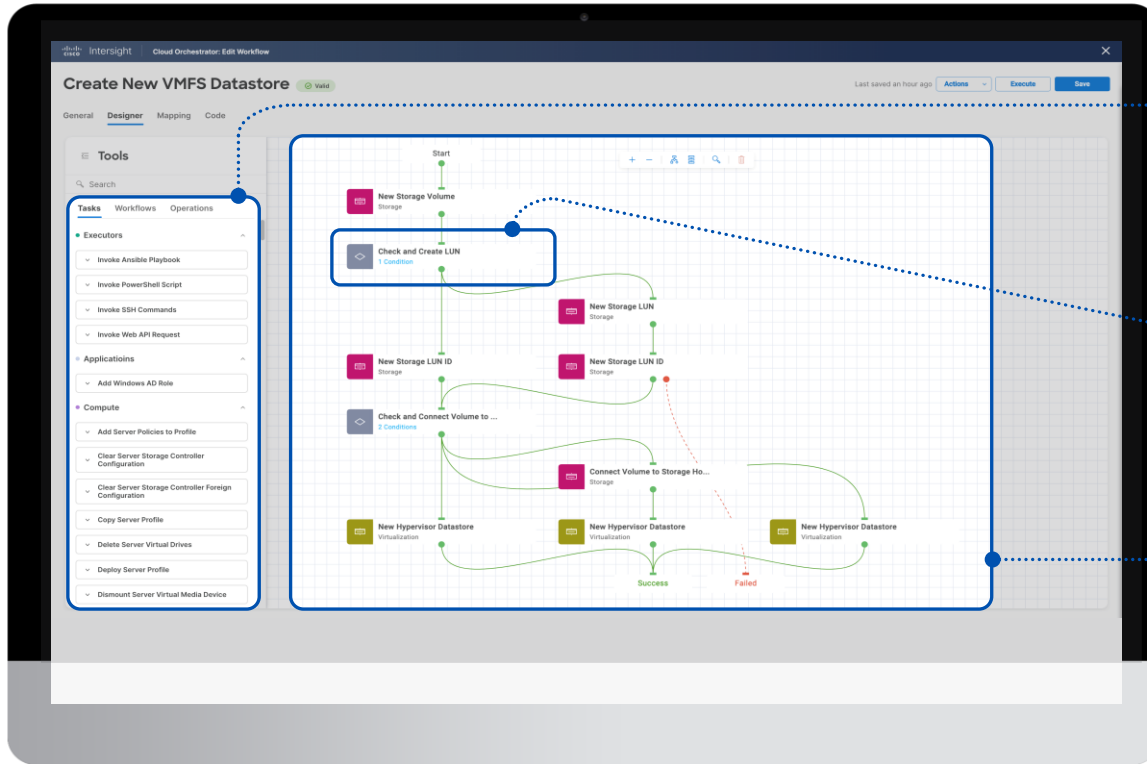 cisco Intersight Cloud Orchestrator: Edit Workflow
Create New VMFS Datastore Valid
Last saved an hour ago Actions Execute Save
General Designer Mapping Code
Tools
Search
Tasks Workflows Operations
Executors
Invoke Ansible Playbook
Invoke PowerShell Script
Invoke SSH Commands
Invoke Web API Request
Applicatioins
Add Windows AD Role
Compute
Add Server Policies to Profile
Clear Server Storage Controller
Configuration
Clear Server Storage Controller Foreign
Configuration
Copy Server Profile
Delete Server Virtual Drives
Deploy Server Profile
Dismount Server Virtual Media Device
Start
New Storage Volume
Storage
Check and Create LUN
1 Condition
New Storage LUN
Storage
New Storage LUN ID
Storage
New Storage LUN ID
Storage
Check and Connect Volume to ...
2 Conditions
Connect Volume to Storage Ho...
Storage
New Hypervisor Datastore
Virtualization
New Hypervisor Datastore
Virtualization
New Hypervisor Datastore
Virtualization
Success
Failed